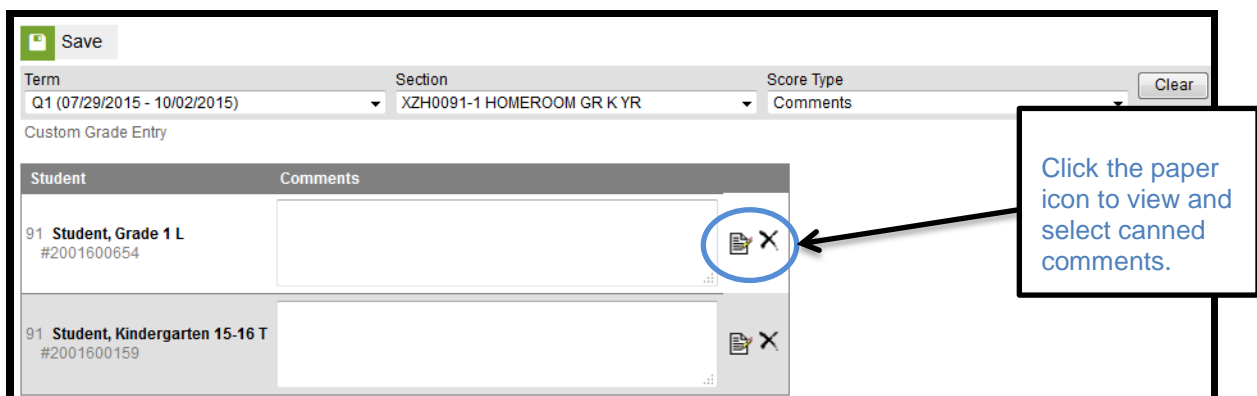 Save
Term Section Score Type
Q1 (07/29/2015 - 10/02/2015) XZH0091-1 HOMEROOM GR K YR Comments Clear
Custom Grade Entry
Student Comments
91 Student, Grade 1 L
#2001600654
91 Student, Kindergarten 15-16 T
#2001600159
Click the paper
icon to view and
select canned
comments.